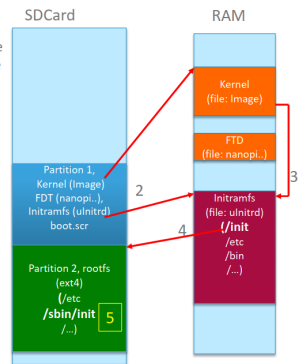 SDCard
RAM
e
Kernel
(file: Image)
FTD
(file: nanopi..)
3
Partition 1,
Kernel (Image)
FDT (nanopi..),
Initramfs (uInitrd)
boot.scr
2
Initramfs
(file: uInitrd)
(/init
/etc
/bin
/...)
4
Partition 2, rootfs
(ext4)
(/etc
/sbin/init
/...)
5